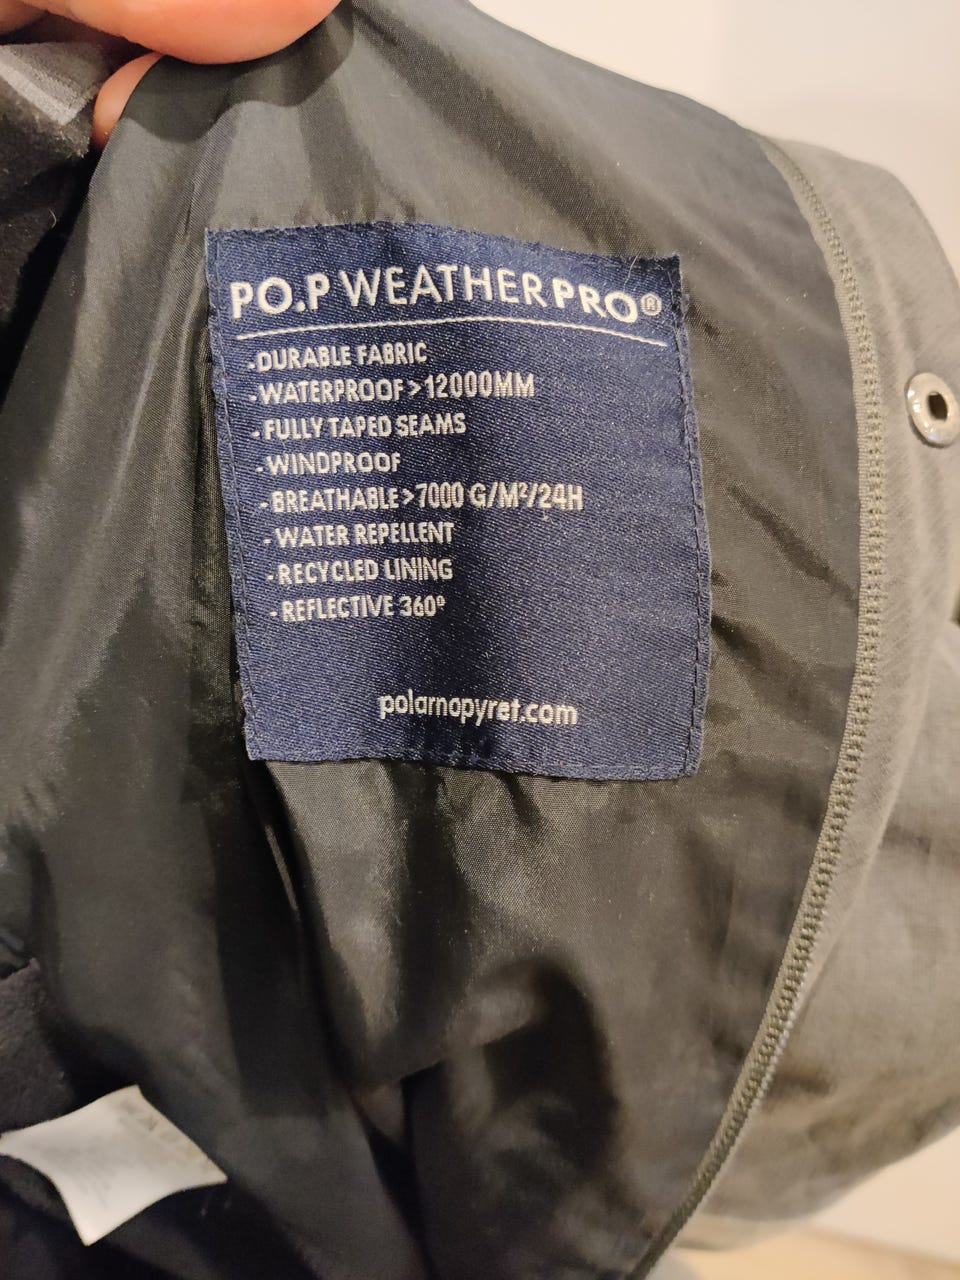 PO.P WEATHERPRO®
-DURABLE FABRIC
-WATERPROOF>12000MM
-FULLY TAPED SEAMS
-WINDPROOF
-BREATHABLE>7000 G/M²/24H
-WATER REPELLENT
-RECYCLED LINING
-REFLECTIVE 360º
polarnopyret.com